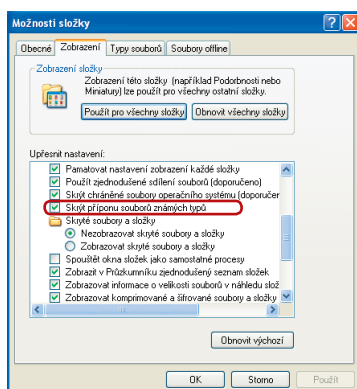 Možnosti složky
Obecné Zobrazení Typy souborů Soubory offline
Zobrazení složky
Zobrazení této složky (například Podrobnosti nebo
Miniatury) lze použít pro všechny ostatní složky.
Použít pro všechny složky Obnovit všechny složky
Upřesnit nastavení:
Pamatovat nastavení zobrazení každé složky
Použít zjednodušené sdílení souborů (doporučeno)
Skrýt chráněné soubory operačního systému (doporučer
Skrýt příponu souborů známých typů
Skryté soubory a složky
Nezobrazovat skryté soubory a složky
Zobrazovat skryté soubory a složky
Spouštět okna složek jako samostatné procesy
Zobrazit v Průzkumníku zjednodušený seznam složek
Zobrazovat informace o velikosti souborů v náhledu slož
Zobrazovat komprimované a šifrované soubory a složky
Obnovit výchozí
OK Storno Použít